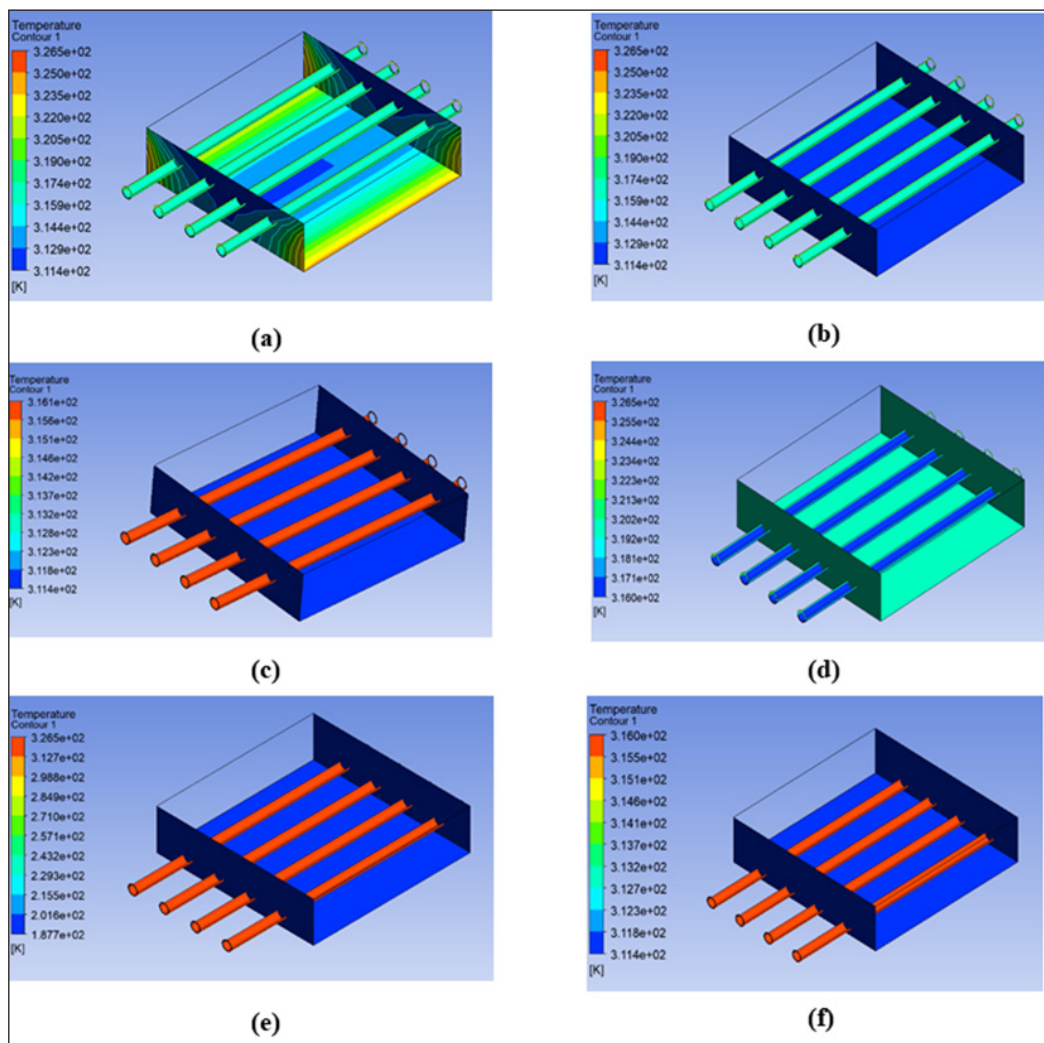 Temperature
Contour 1
3.265e+02
3.250e+02
3.235e+02
3.220e+02
3.205e+02
3.190e+02
3.174e+02
3.159e+02
3.144e+02
3.129e+02
3.114e+02
[K]
(a)
Temperature
Contour 1
3.265e+02
3.250e+02
3.235e+02
3.220e+02
3.205e+02
3.190e+02
3.174e+02
3.159e+02
3.144e+02
3.129e+02
3.114e+02
[K]
(b)
Temperature
Contour 1
3.161e+02
3.156e+02
3.151e+02
3.146e+02
3.142e+02
3.137e+02
3.132e+02
3.128e+02
3.123e+02
3.118e+02
3.114e+02
[K]
(c)
Temperature
Contour 1
3.265e+02
3.255e+02
3.244e+02
3.234e+02
3.223e+02
3.213e+02
3.202e+02
3.192e+02
3.181e+02
3.171e+02
3.160e+02
[K]
(d)
Temperature
Contour 1
3.265e+02
3.127e+02
2.988e+02
2.849e+02
2.710e+02
2.571e+02
2.432e+02
2.293e+02
2.155e+02
2.016e+02
1.877e+02
[K]
(e)
Temperature
Contour 1
3.160e+02
3.155e+02
3.151e+02
3.146e+02
3.141e+02
3.137e+02
3.132e+02
3.127e+02
3.123e+02
3.118e+02
3.114e+02
[K]
(f)